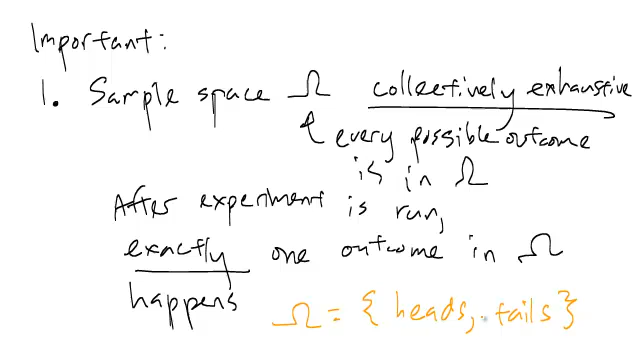 Important:
1. Sample space Ω collectively exhaustive
every possible outcome
is in Ω
After experiment is run,
exactly one outcome in Ω
happens
Ω = { heads, tails }